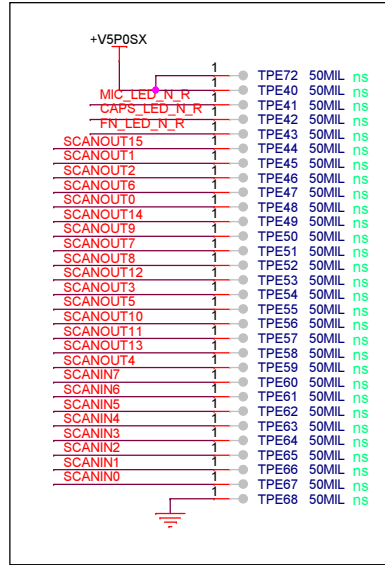 +V5P0SX
1 TPE72 50MIL ns
1 TPE40 50MIL ns
MIC_LED_N_R 1 TPE41 50MIL ns
CAPS_LED_N_R 1 TPE42 50MIL ns
FN_LED_N_R 1 TPE43 50MIL ns
SCANOUT15 1 TPE44 50MIL ns
SCANOUT1 1 TPE45 50MIL ns
SCANOUT2 1 TPE46 50MIL ns
SCANOUT6 1 TPE47 50MIL ns
SCANOUT0 1 TPE48 50MIL ns
SCANOUT14 1 TPE49 50MIL ns
SCANOUT9 1 TPE50 50MIL ns
SCANOUT7 1 TPE51 50MIL ns
SCANOUT8 1 TPE52 50MIL ns
SCANOUT12 1 TPE53 50MIL ns
SCANOUT3 1 TPE54 50MIL ns
SCANOUT5 1 TPE55 50MIL ns
SCANOUT10 1 TPE56 50MIL ns
SCANOUT11 1 TPE57 50MIL ns
SCANOUT13 1 TPE58 50MIL ns
SCANOUT4 1 TPE59 50MIL ns
SCANIN7 1 TPE60 50MIL ns
SCANIN6 1 TPE61 50MIL ns
SCANIN5 1 TPE62 50MIL ns
SCANIN4 1 TPE63 50MIL ns
SCANIN3 1 TPE64 50MIL ns
SCANIN2 1 TPE65 50MIL ns
SCANIN1 1 TPE66 50MIL ns
SCANIN0 1 TPE67 50MIL ns
1 TPE68 50MIL ns